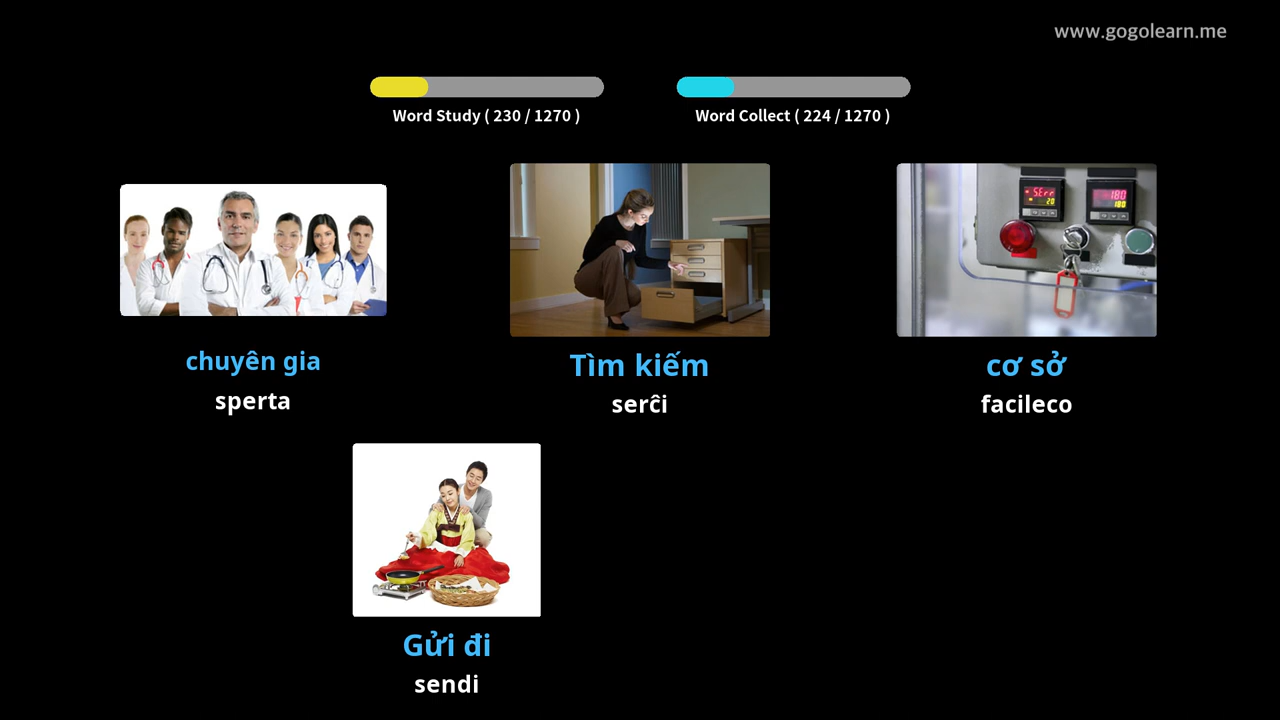 www.gogolearn.me
Word Study ( 230 / 1270 )
Word Collect ( 224 / 1270 )
chuyên gia
sperta
Tìm kiếm
serĉi
cơ sở
facileco
Gửi đi
sendi